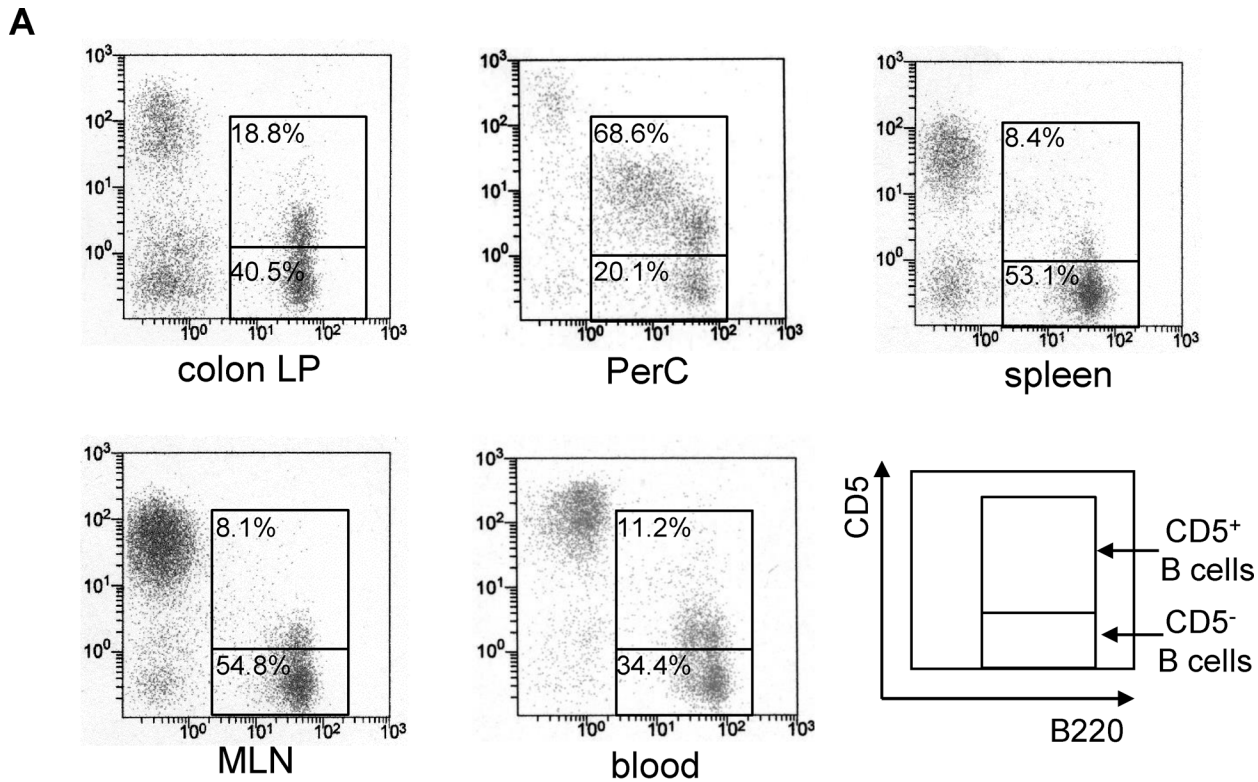 A
10³
10²
10¹
10⁰
18.8%
40.5%
10⁰ 10¹ 10² 10³
colon LP
10³
10²
10¹
10⁰
68.6%
20.1%
10⁰ 10¹ 10² 10³
PerC
10³
10²
10¹
10⁰
8.4%
53.1%
10⁰ 10¹ 10² 10³
spleen
10³
10²
10¹
10⁰
8.1%
54.8%
10⁰ 10¹ 10² 10³
MLN
10³
10²
10¹
10⁰
11.2%
34.4%
10⁰ 10¹ 10² 10³
blood
CD5
CD5⁺
B cells
CD5⁻
B cells
B220